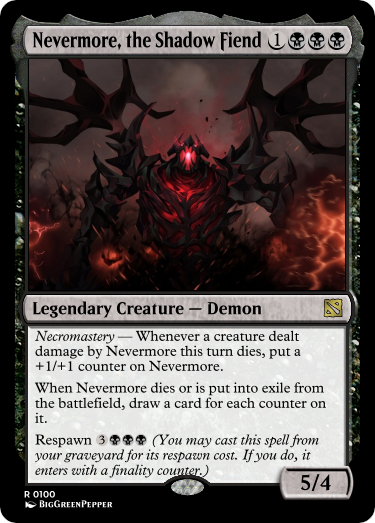 Nevermore, the Shadow Fiend 1
Legendary Creature — Demon
Necromastery — Whenever a creature dealt
damage by Nevermore this turn dies, put a
+1/+1 counter on Nevermore.
When Nevermore dies or is put into exile from
the battlefield, draw a card for each counter on
it.
Respawn 3 (You may cast this spell from
your graveyard for its respawn cost. If you do, it
enters with a finality counter.)
5/4
R 0100
BigGreenPepper